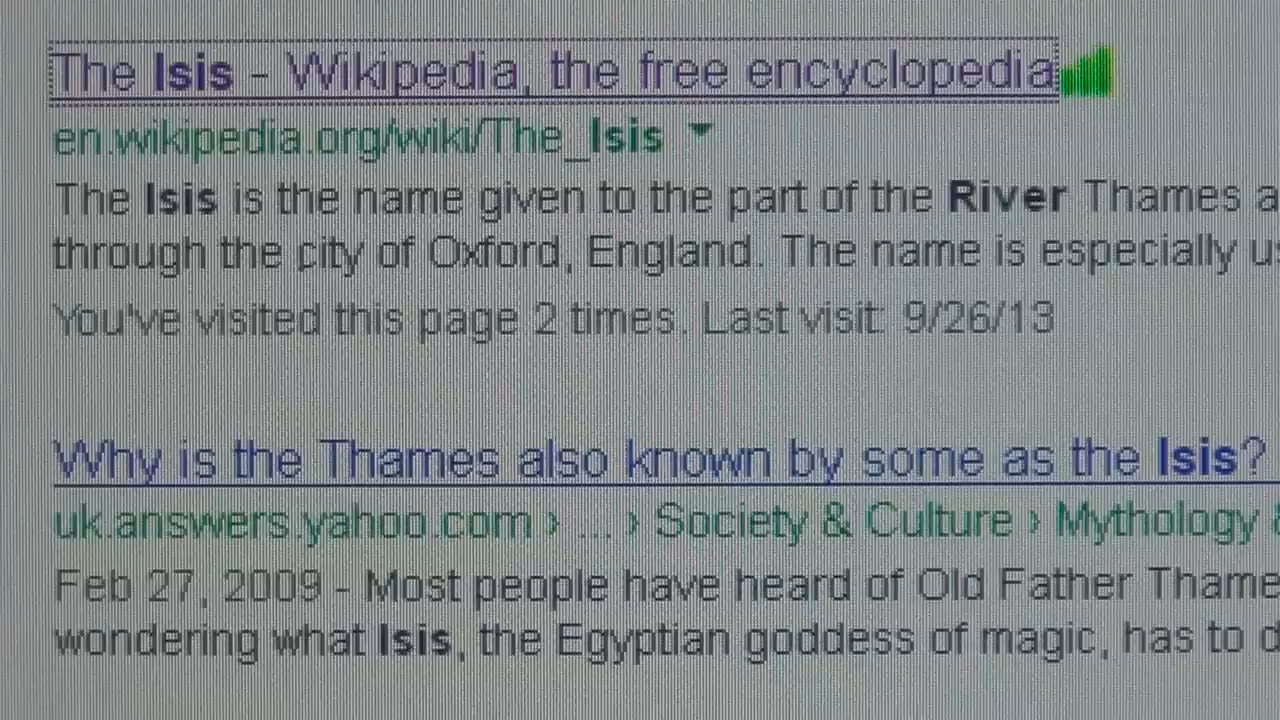 The Isis - Wikipedia, the free encyclopedia
en.wikipedia.org/wiki/The_Isis
The Isis is the name given to the part of the River Thames a
through the city of Oxford, England. The name is especially us
You've visited this page 2 times. Last visit: 9/26/13
Why is the Thames also known by some as the Isis?
uk.answers.yahoo.com › ... › Society & Culture › Mythology &
Feb 27, 2009 - Most people have heard of Old Father Thame
wondering what Isis, the Egyptian goddess of magic, has to d